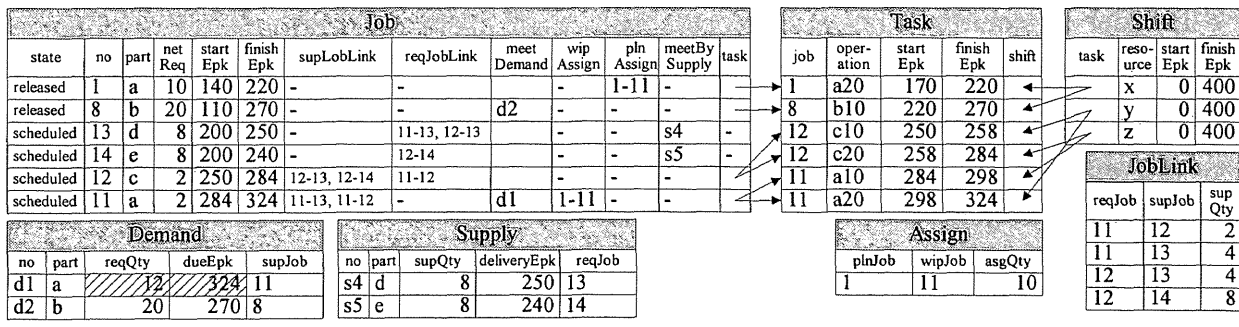 Job
state no part net Req start Epk finish Epk supLobLink reqJobLink meet Demand wip Assign pln Assign meetBy Supply task
released 1 a 10 140 220 - - - 1-11 -
released 8 b 20 110 270 - - d2 - - -
scheduled 13 d 8 200 250 - 11-13, 12-13 - - s4 -
scheduled 14 e 8 200 240 - 12-14 - - s5 -
scheduled 12 c 2 250 284 12-13, 12-14 11-12 - - -
scheduled 11 a 2 284 324 11-13, 11-12 - d1 1-11 - -
Task
job oper-ation start Epk finish Epk shift
1 a20 170 220
8 b10 220 270
12 c10 250 258
12 c20 258 284
11 a10 284 298
11 a20 298 324
Shift
task reso-urce start Epk finish Epk
x 0 400
y 0 400
z 0 400
JobLink
reqJob supJob sup Qty
11 12 2
11 13 4
12 13 4
12 14 8
Demand
no part reqQty dueEpk supJob
d1 a 12 324 11
d2 b 20 270 8
Supply
no part supQty deliveryEpk reqJob
s4 d 8 250 13
s5 e 8 240 14
Assign
plnJob wipJob asgQty
1 11 10